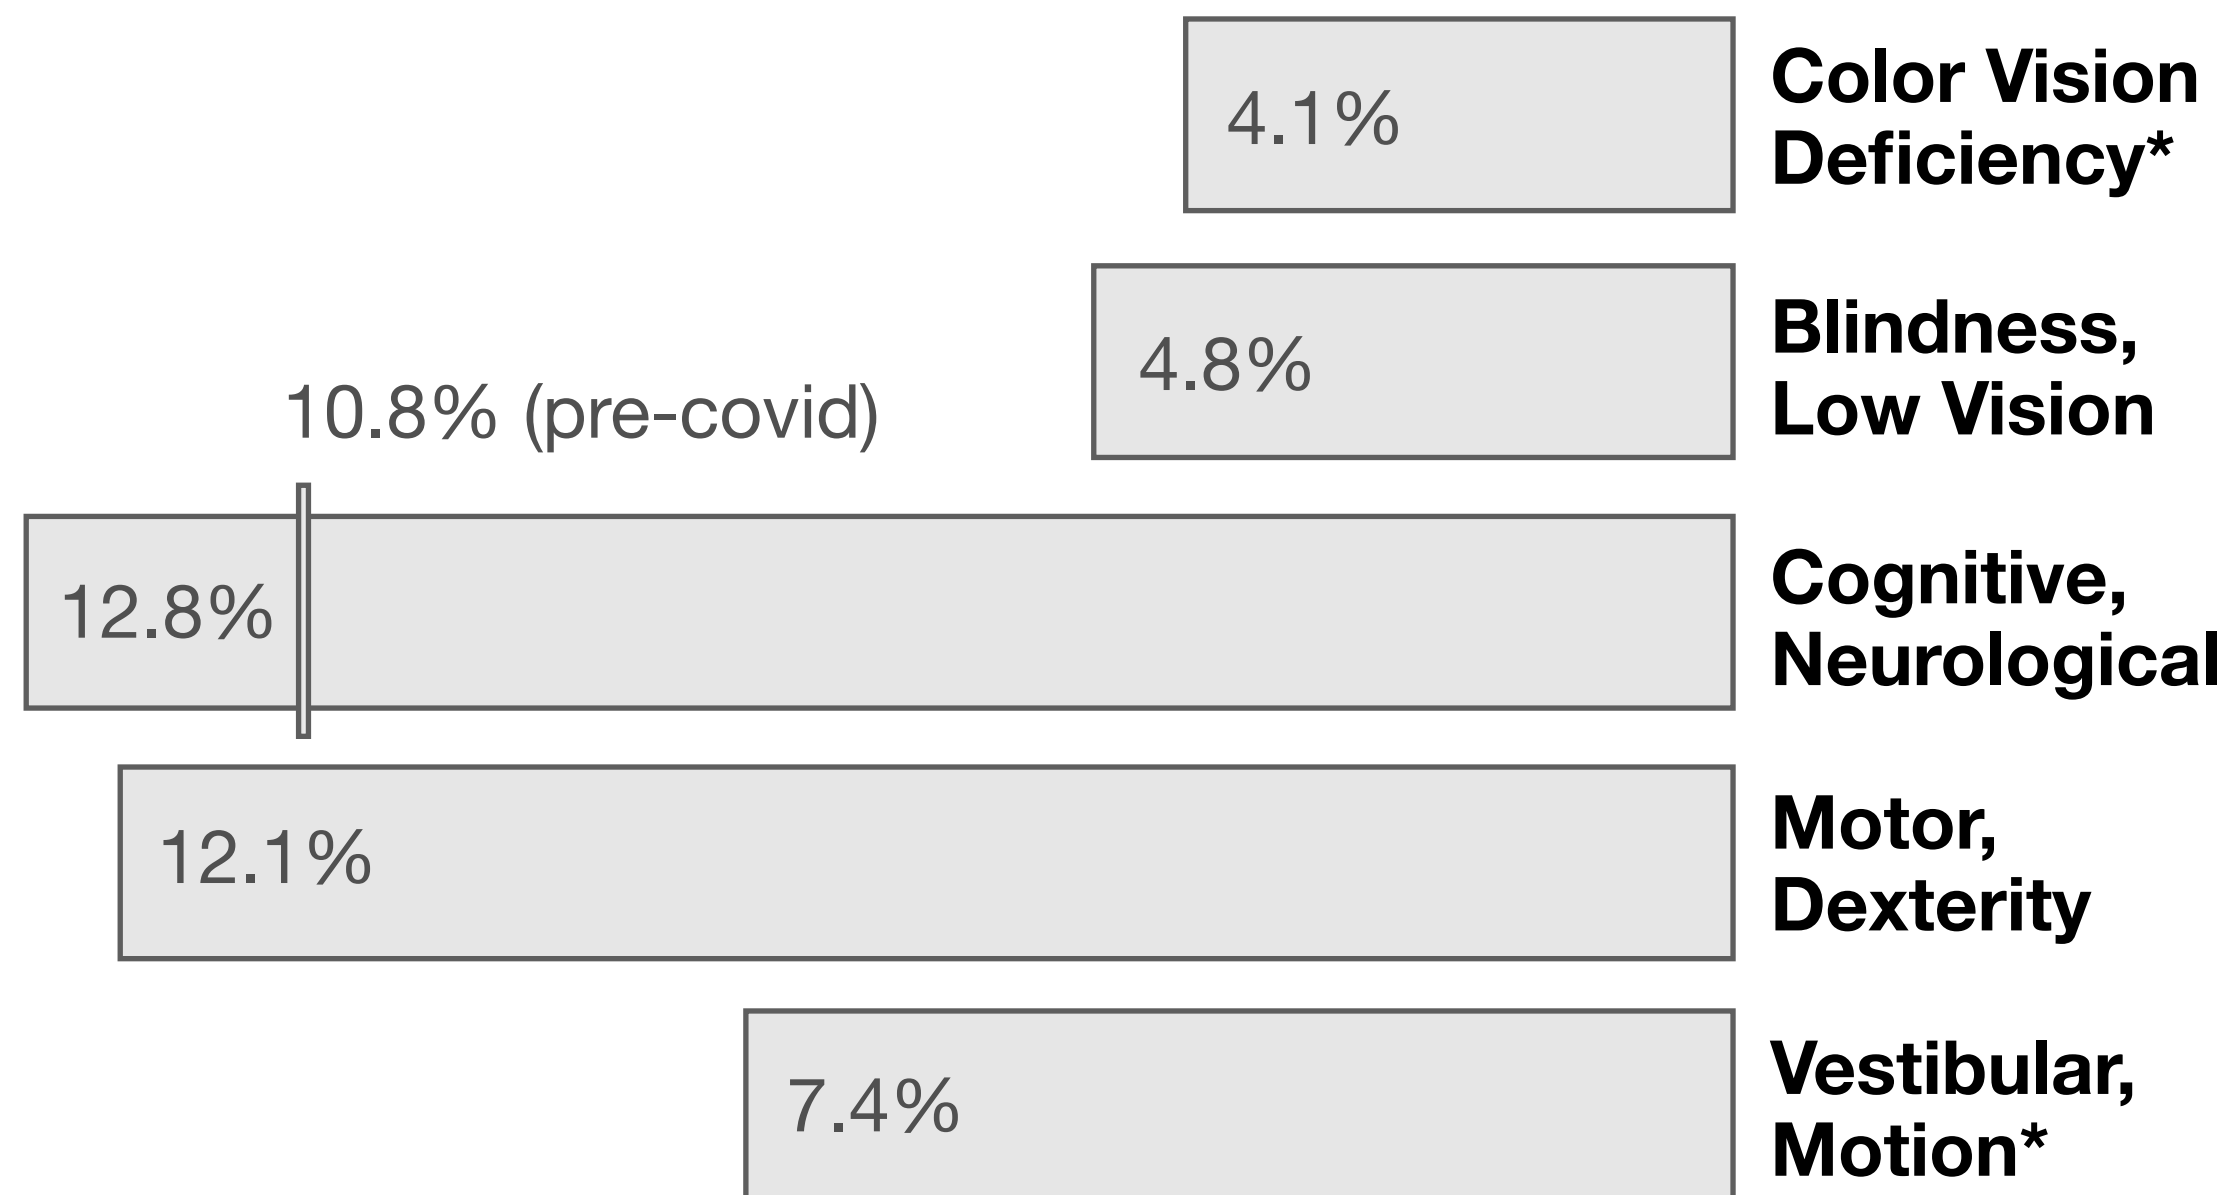 4.1%
Color Vision
Deficiency*
4.8%
Blindness,
Low Vision
10.8% (pre-covid)
12.8%
Cognitive,
Neurological
12.1%
Motor,
Dexterity
7.4%
Vestibular,
Motion*